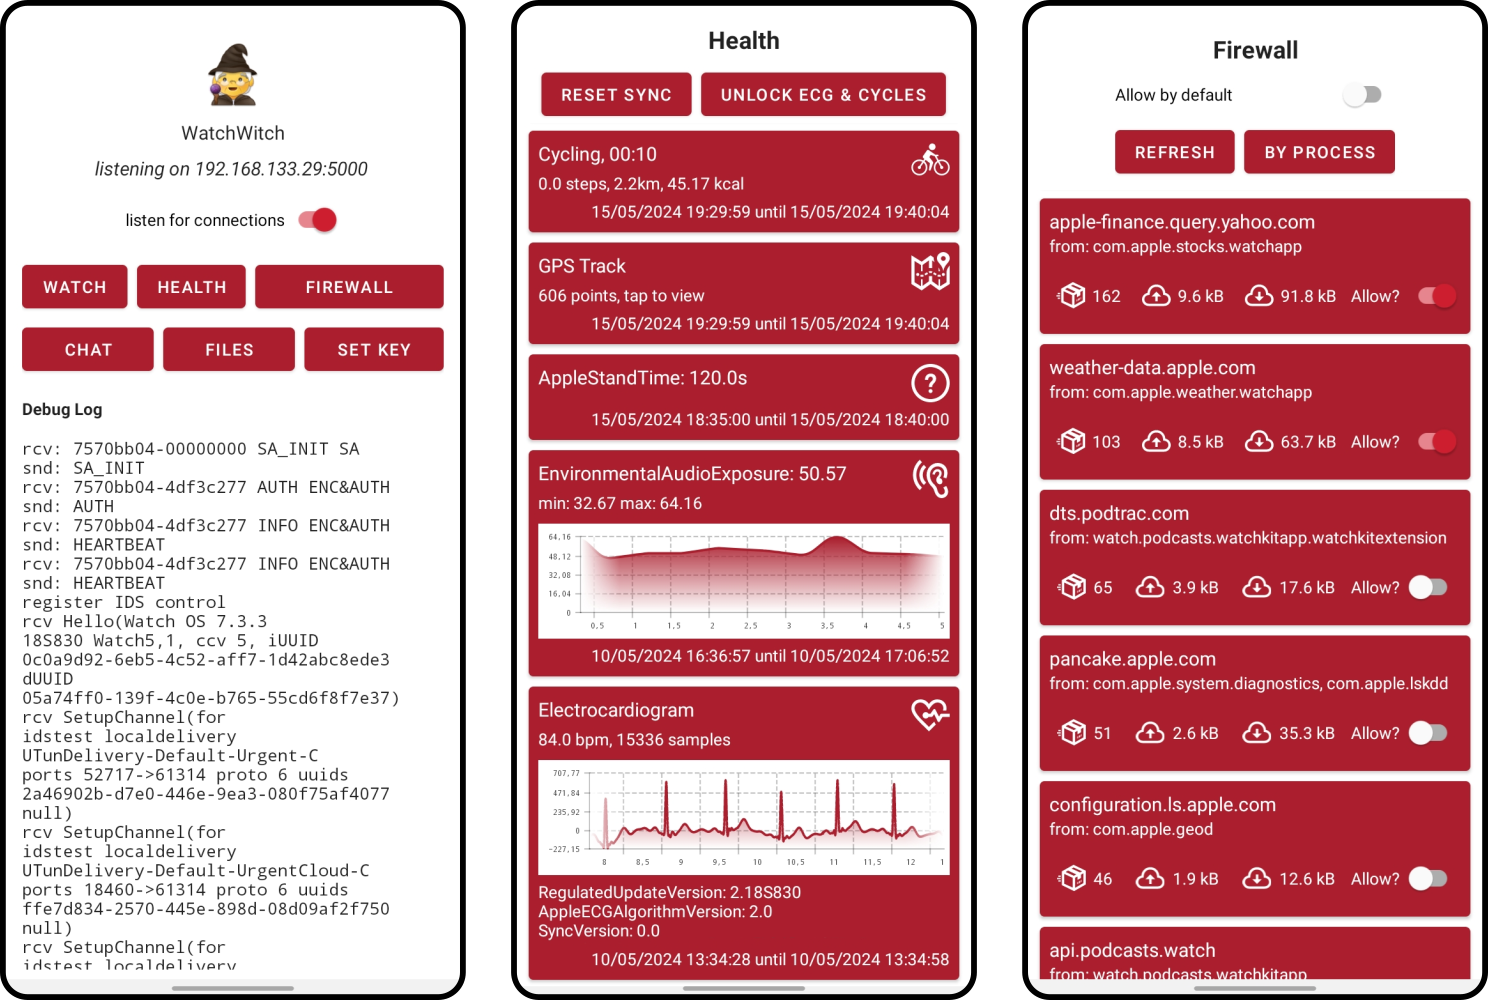 WatchWitch
listening on 192.168.133.29:5000
listen for connections
WATCH
HEALTH
FIREWALL
CHAT
FILES
SET KEY
Debug Log
rcv: 7570bb04-00000000 SA_INIT SA
snd: SA_INIT
rcv: 7570bb04-4df3c277 AUTH ENC&AUTH
snd: AUTH
rcv: 7570bb04-4df3c277 INFO ENC&AUTH
snd: HEARTBEAT
rcv: 7570bb04-4df3c277 INFO ENC&AUTH
snd: HEARTBEAT
register IDS control
rcv Hello(Watch OS 7.3.3
18S830 Watch5,1, ccv 5, iUUID
0c0a9d92-6eb5-4c52-aff7-1d42abc8ede3
dUUID
05a74ff0-139f-4c0e-b765-55cd6f8f7e37)
rcv SetupChannel(for
idstest localdelivery
UTunDelivery-Default-Urgent-C
ports 52717->61314 proto 6 uuids
2a46902b-d7e0-446e-9ea3-080f75af4077
null)
rcv SetupChannel(for
idstest localdelivery
UTunDelivery-Default-UrgentCloud-C
ports 18460->61314 proto 6 uuids
ffe7d834-2570-445e-898d-08d09af2f750
null)
rcv SetupChannel(for
idstest localdelivery
Health
RESET SYNC
UNLOCK ECG & CYCLES
Cycling, 00:10
0.0 steps, 2.2km, 45.17 kcal
15/05/2024 19:29:59 until 15/05/2024 19:40:04
GPS Track
606 points, tap to view
15/05/2024 19:29:59 until 15/05/2024 19:40:04
AppleStandTime: 120.0s
?
15/05/2024 18:35:00 until 15/05/2024 18:40:00
EnvironmentalAudioExposure: 50.57
min: 32.67 max: 64.16
64,16
48,12
32,08
16,04
0
0,5 1 1,5 2 2,5 3 3,5 4 4,5 5
10/05/2024 16:36:57 until 10/05/2024 17:06:52
Electrocardiogram
84.0 bpm, 15336 samples
707,77
471,84
235,92
0
-227,15
8 8,5 9 9,5 10 10,5 11 11,5 12 1
RegulatedUpdateVersion: 2.18S830
AppleECGAlgorithmVersion: 2.0
SyncVersion: 0.0
10/05/2024 13:34:28 until 10/05/2024 13:34:58
Firewall
Allow by default
REFRESH
BY PROCESS
apple-finance.query.yahoo.com
from: com.apple.stocks.watchapp
162 9.6 kB 91.8 kB Allow?
weather-data.apple.com
from: com.apple.weather.watchapp
103 8.5 kB 63.7 kB Allow?
dts.podtrac.com
from: watch.podcasts.watchkitapp.watchkitextension
65 3.9 kB 17.6 kB Allow?
pancake.apple.com
from: com.apple.system.diagnostics, com.apple.lskdd
51 2.6 kB 35.3 kB Allow?
configuration.ls.apple.com
from: com.apple.geod
46 1.9 kB 12.6 kB Allow?
api.podcasts.watch
from: watch.podcasts.watchkitapp